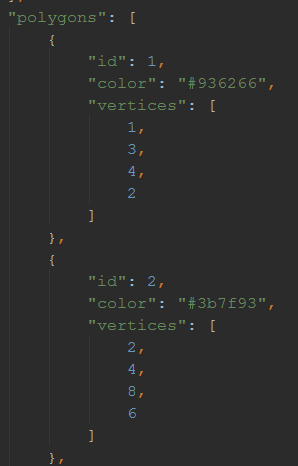 "polygons": [
{
"id": 1,
"color": "#936266",
"vertices": [
1,
3,
4,
2
]
},
{
"id": 2,
"color": "#3b7f93",
"vertices": [
2,
4,
8,
6
]
},